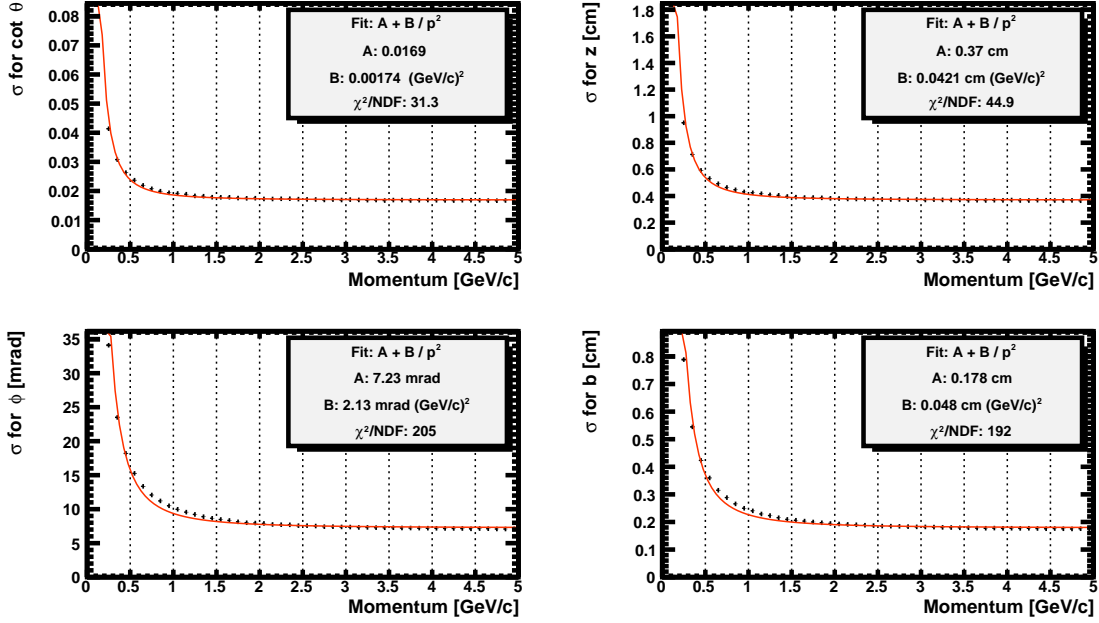 σ for cot θ
0.08
0.07
0.06
0.05
0.04
0.03
0.02
0.01
0
0 0.5 1 1.5 2 2.5 3 3.5 4 4.5 5
Momentum [GeV/c]
Fit: A + B / p²
A: 0.0169
B: 0.00174 (GeV/c)²
χ²/NDF: 31.3
σ for z [cm]
1.8
1.6
1.4
1.2
1
0.8
0.6
0.4
0.2
0
0 0.5 1 1.5 2 2.5 3 3.5 4 4.5 5
Momentum [GeV/c]
Fit: A + B / p²
A: 0.37 cm
B: 0.0421 cm (GeV/c)²
χ²/NDF: 44.9
σ for ϕ [mrad]
35
30
25
20
15
10
5
0
0 0.5 1 1.5 2 2.5 3 3.5 4 4.5 5
Momentum [GeV/c]
Fit: A + B / p²
A: 7.23 mrad
B: 2.13 mrad (GeV/c)²
χ²/NDF: 205
σ for b [cm]
0.8
0.7
0.6
0.5
0.4
0.3
0.2
0.1
0
0 0.5 1 1.5 2 2.5 3 3.5 4 4.5 5
Momentum [GeV/c]
Fit: A + B / p²
A: 0.178 cm
B: 0.048 cm (GeV/c)²
χ²/NDF: 192